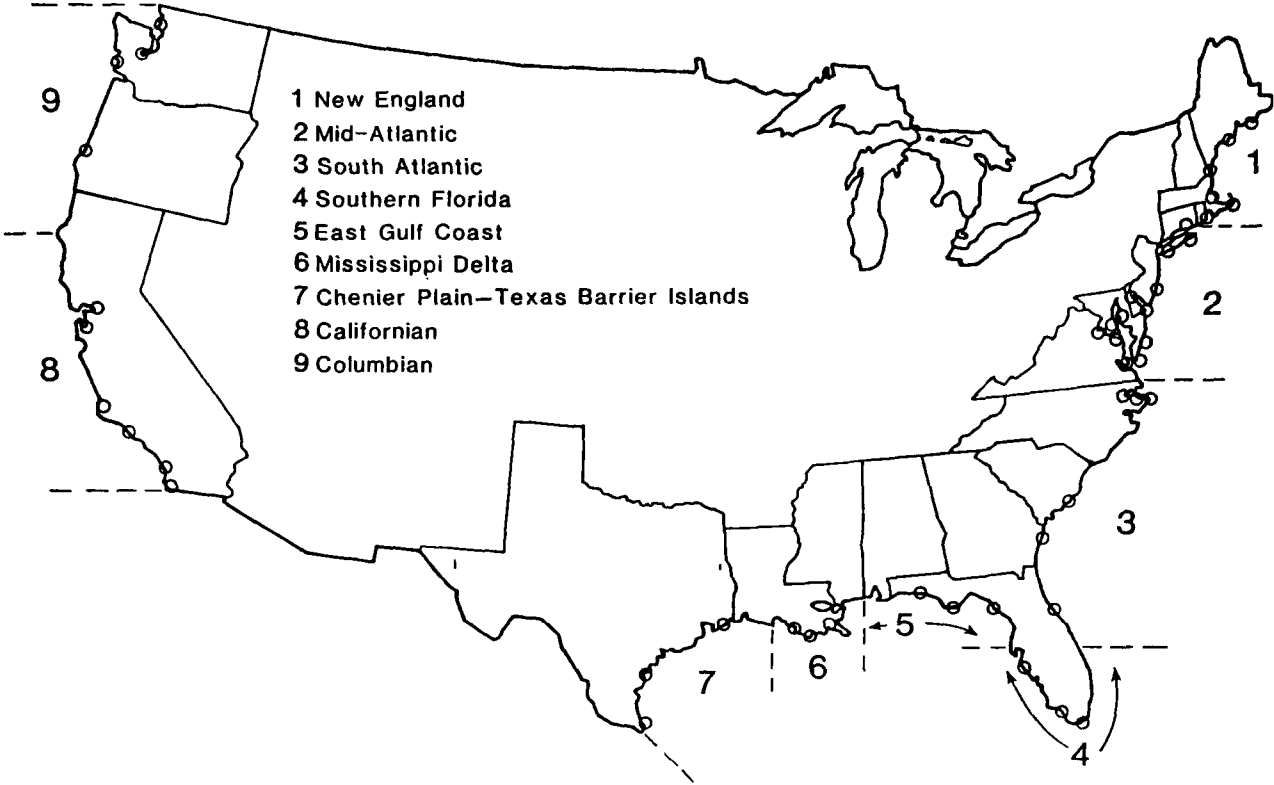 1 New England
2 Mid-Atlantic
3 South Atlantic
4 Southern Florida
5 East Gulf Coast
6 Mississippi Delta
7 Chenier Plain—Texas Barrier Islands
8 Californian
9 Columbian
9
1
2
8
3
5
6
7
4